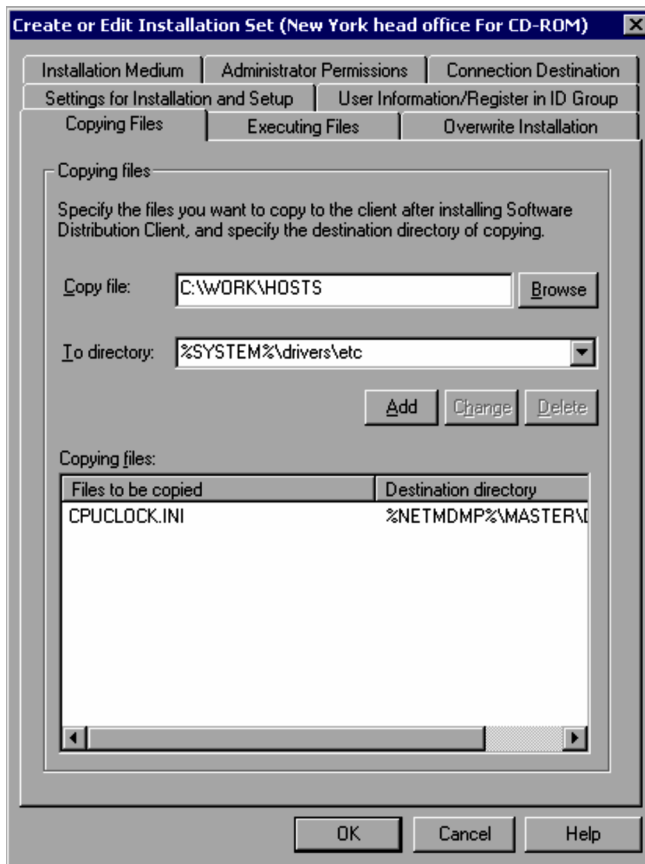 Create or Edit Installation Set (New York head office For CD-ROM)
Installation Medium
Administrator Permissions
Connection Destination
Settings for Installation and Setup
User Information/Register in ID Group
Copying Files
Executing Files
Overwrite Installation
Copying files
Specify the files you want to copy to the client after installing Software
Distribution Client, and specify the destination directory of copying.
Copy file:
C:\WORK\HOSTS
Browse
To directory:
%SYSTEM%\drivers\etc
Add
Change
Delete
Copying files:
Files to be copied
Destination directory
CPUCLOCK.INI
%NETMDMP%\MASTER\
OK
Cancel
Help